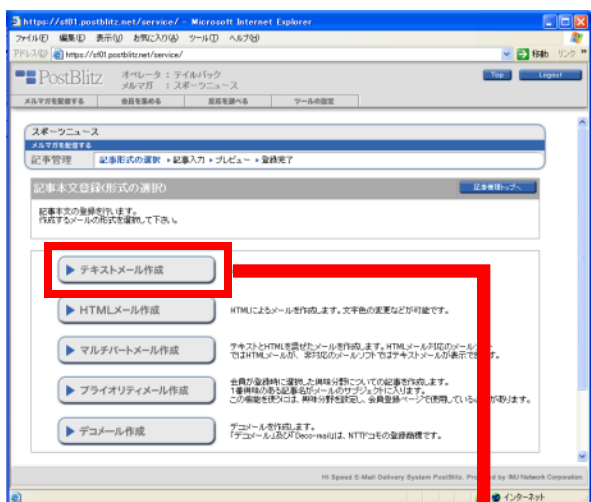 https://sf01.postblitz.net/service/ - Microsoft Internet Explorer
ファイル(F) 編集(E) 表示(V) お気に入り(A) ツール(T) ヘルプ(H)
アドレス(D) https://sf01.postblitz.net/service/ 移動 リンク »
PostBlitz オペレータ : テイルバック Top Logout
メルマガ : スポーツニュース
メルマガを配信する 会員を集める 反応を調べる ツールの設定
スポーツニュース
メルマガを配信する
記事管理 記事形式の選択 ▸記事入力 ▸プレビュー ▸登録完了
記事本文登録(形式の選択) 記事管理トップへ
記事本文の登録を行います。
作成するメールの形式を選択して下さい。
テキストメール作成
HTMLメール作成 HTMLによるメールを作成します。文字色の変更などが可能です。
マルチパートメール作成 テキストとHTMLを混ぜたメールを作成します。HTMLメール対応のメールソフト
ではHTMLメールが、非対応のメールソフトではテキストメールが表示で
プライオリティメール作成 会員が登録時に選択した興味分野についての記事を作成します。
1番興味のある記事名がメールのサブジェクトに入ります。
この機能を使うには、興味分野を設定し、会員登録ページで使用している があります。
デコメール作成 デコメールを作成します。
「デコメール」及び「Deco-mail」は、NTTドコモの登録商標です。
Hi Speed E-Mail Delivery System PostBlitz, by IMJ Network Corporation.
インターネット